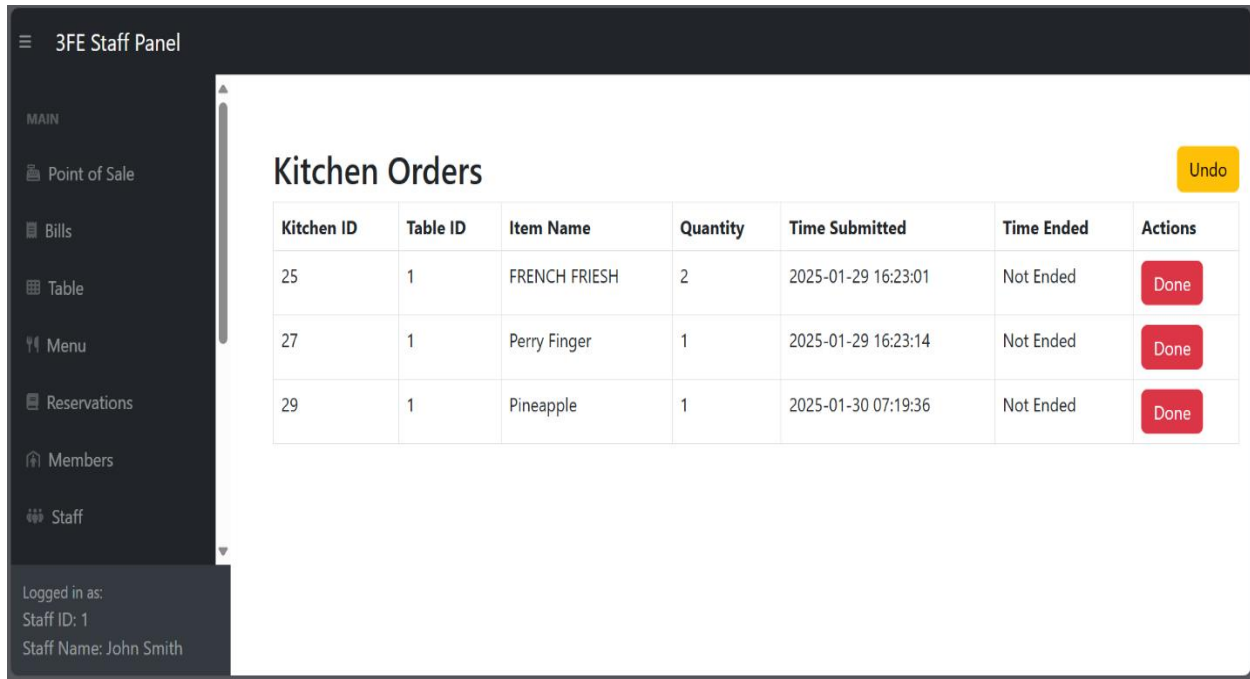 3FE Staff Panel
MAIN
Point of Sale
Bills
Table
Menu
Reservations
Members
Staff
Logged in as:
Staff ID: 1
Staff Name: John Smith
Kitchen Orders
Undo
Kitchen ID Table ID Item Name Quantity Time Submitted Time Ended Actions
25 1 FRENCH FRIESH 2 2025-01-29 16:23:01 Not Ended Done
27 1 Perry Finger 1 2025-01-29 16:23:14 Not Ended Done
29 1 Pineapple 1 2025-01-30 07:19:36 Not Ended Done